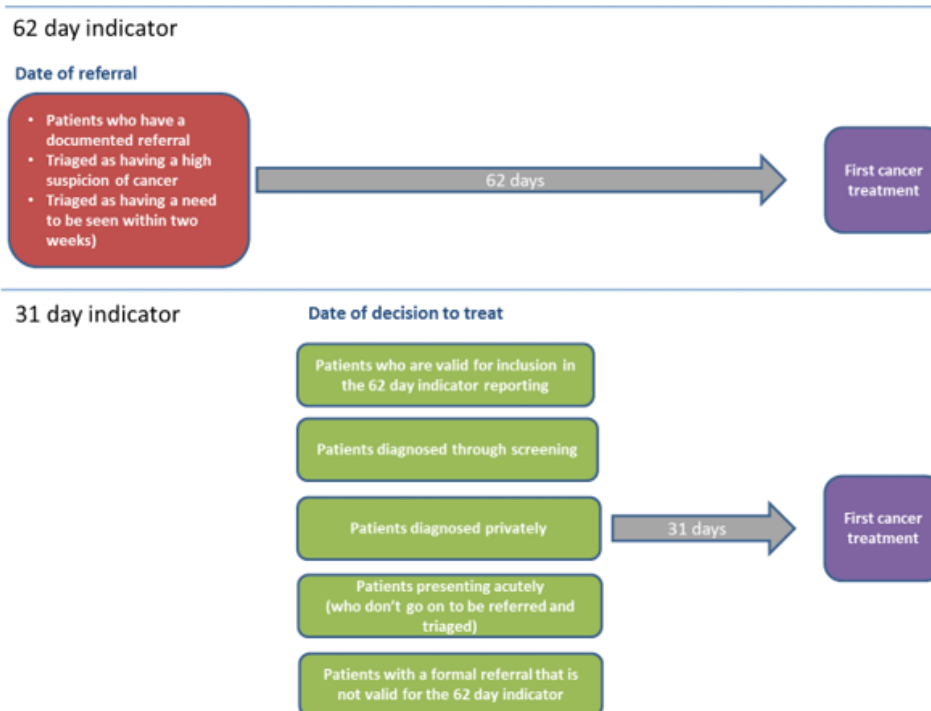 62 day indicator
Date of referral
• Patients who have a
documented referral
• Triaged as having a high
suspicion of cancer
• Triaged as having a need
to be seen within two
weeks)
62 days
First cancer
treatment
31 day indicator
Date of decision to treat
Patients who are valid for inclusion in
the 62 day indicator reporting
Patients diagnosed through screening
Patients diagnosed privately
31 days
First cancer
treatment
Patients presenting acutely
(who don't go on to be referred and
triaged)
Patients with a formal referral that is
not valid for the 62 day indicator